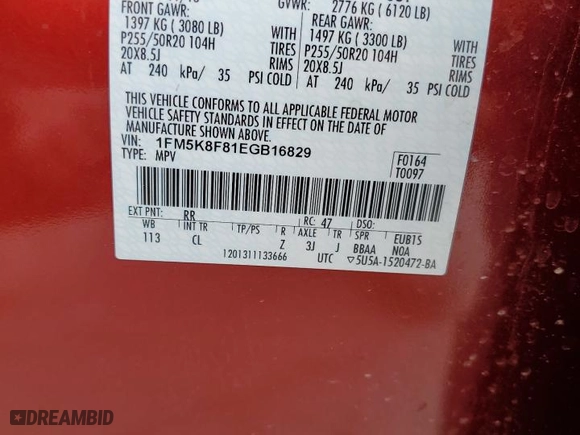 FRONT GAWR:
1397 KG ( 3080 LB)
P255/50R20 104H
20X8.5J
WITH
TIRES
RIMS
AT 240 kPa/ 35 PSI COLD
GVWR: 2776 KG ( 6120 LB)
REAR GAWR:
1497 KG ( 3300 LB)
P255/50R20 104H
20X8.5J
WITH
TIRES
RIMS
AT 240 kPa/ 35 PSI COLD
THIS VEHICLE CONFORMS TO ALL APPLICABLE FEDERAL MOTOR
VEHICLE SAFETY STANDARDS IN EFFECT ON THE DATE OF
MANUFACTURE SHOWN ABOVE.
VIN: 1FM5K8F81EGB16829
TYPE: MPV
F0164
T0097
EXT PNT: RR RC: 47 DSO:
WB INT TR TP/PS R AXLE TR SPR EUB1S
113 CL Z 3J J BBAA NOA
1201311133666 UTC ▽5U5A-1520472-BA
DREAMBID